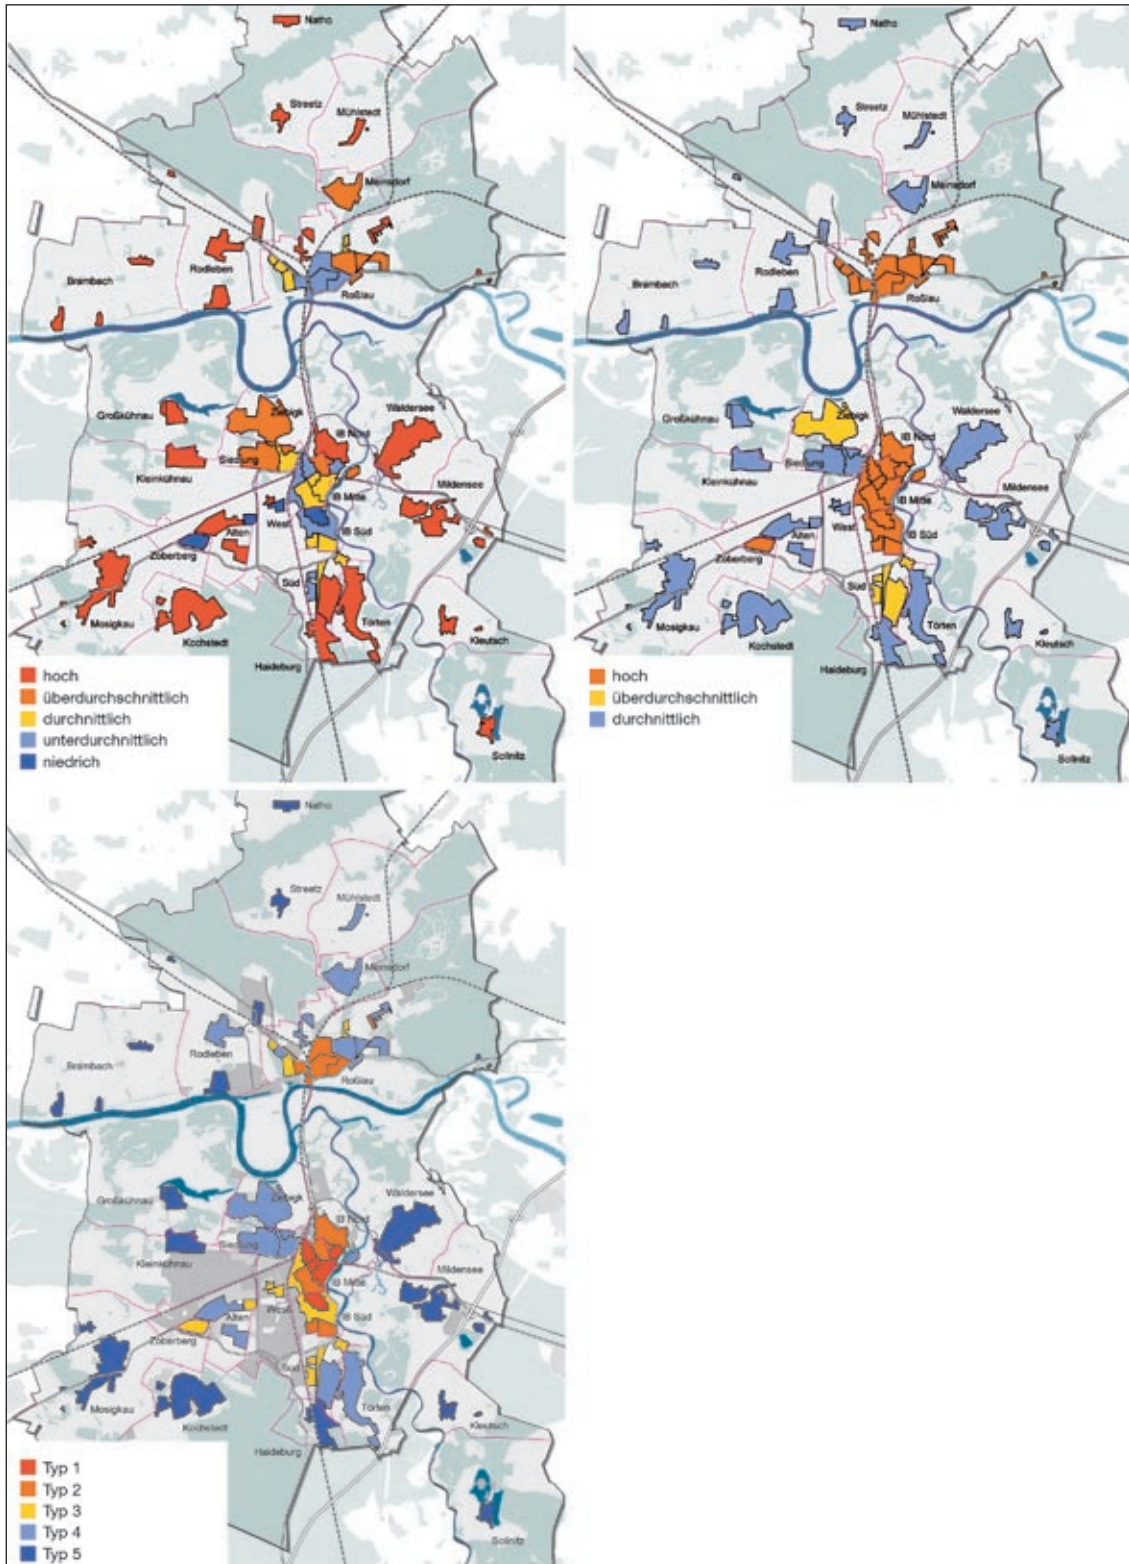 Natho
Streetz
Mühlstedt
Meinsdorf
Rodleben
Brambach
Roßlau
Großkühnau
Ziebigk
Waldersee
IB Nord
Siedlung
Kleinkühnau
Mildensee
IB Mitte
West
Alten
IB Süd
Zoberberg
Süd
Mosigkau
Kochstedt
Törten
Kleutsch
Haideburg
Sollnitz
hoch
überdurchschnittlich
durchnittlich
unterdurchnittlich
niedrich
Natho
Streetz
Mühlstedt
Meinsdorf
Rodleben
Brambach
Roßlau
Großkühnau
Ziebigk
Waldersee
IB Nord
Siedlung
Kleinkühnau
Mildensee
IB Mitte
West
Alten
IB Süd
Zoberberg
Süd
Mosigkau
Kochstedt
Törten
Kleutsch
Haideburg
Sollnitz
hoch
überdurchschnittlich
durchnittlich
Natho
Streetz
Mühlstedt
Meinsdorf
Rodleben
Brambach
Roßlau
Großkühnau
Ziebigk
Waldersee
IB Nord
Siedlung
Kleinkühnau
Mildensee
IB Mitte
West
Alten
IB Süd
Zoberberg
Süd
Mosigkau
Kochstedt
Törten
Kleutsch
Haideburg
Sollnitz
Typ 1
Typ 2
Typ 3
Typ 4
Typ 5